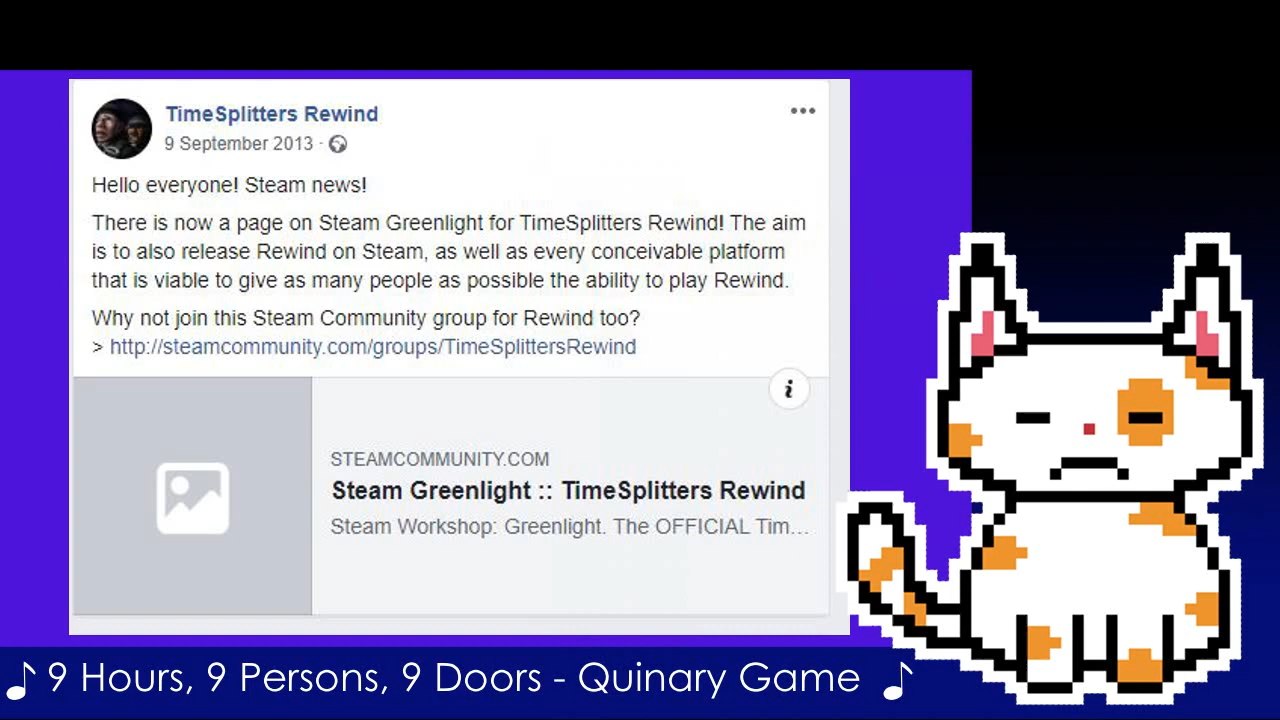 TimeSplitters Rewind
9 September 2013 ·
Hello everyone! Steam news!
There is now a page on Steam Greenlight for TimeSplitters Rewind! The aim
is to also release Rewind on Steam, as well as every conceivable platform
that is viable to give as many people as possible the ability to play Rewind.
Why not join this Steam Community group for Rewind too?
> http://steamcommunity.com/groups/TimeSplittersRewind
i
STEAMCOMMUNITY.COM
Steam Greenlight :: TimeSplitters Rewind
Steam Workshop: Greenlight. The OFFICIAL Tim...
♪ 9 Hours, 9 Persons, 9 Doors - Quinary Game ♪